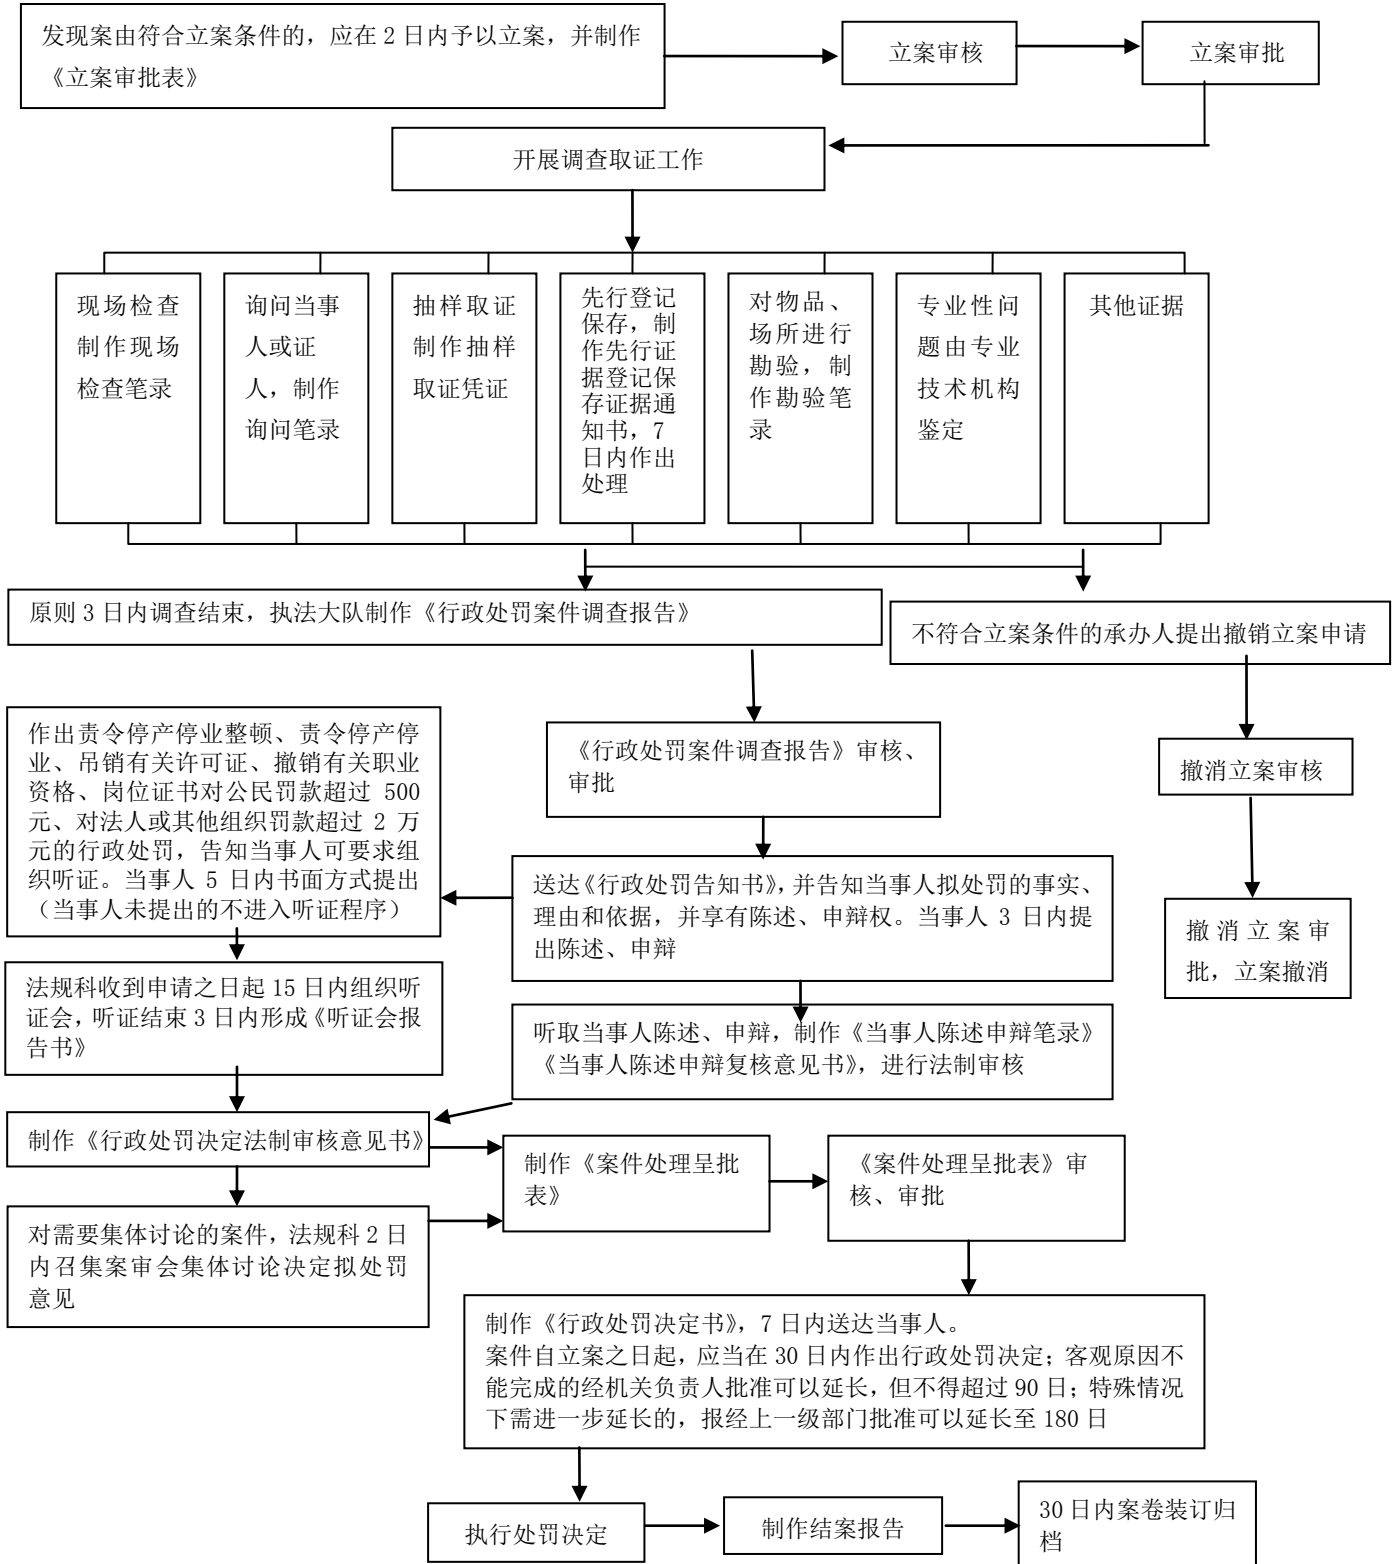 发现案由符合立案条件的，应在 2 日内予以立案，并制作
《立案审批表》
立案审核
立案审批
开展调查取证工作
现场检查
制作现场
检查笔录
询问当事
人或证
人，制作
询问笔录
抽样取证
制作抽样
取证凭证
先行登记
保存，制
作先行证
据登记保
存证据通
知书，7
日内作出
处理
对物品、
场所进行
勘验，制
作勘验笔
录
专业性问
题由专业
技术机构
鉴定
其他证据
原则 3 日内调查结束，执法大队制作《行政处罚案件调查报告》
不符合立案条件的承办人提出撤销立案申请
作出责令停产停业整顿、责令停产停
业、吊销有关许可证、撤销有关职业
资格、岗位证书对公民罚款超过 500
元、对法人或其他组织罚款超过 2 万
元的行政处罚，告知当事人可要求组
织听证。当事人 5 日内书面方式提出
（当事人未提出的不进入听证程序）
《行政处罚案件调查报告》审核、
审批
撤消立案审核
送达《行政处罚告知书》，并告知当事人拟处罚的事实、
理由和依据，并享有陈述、申辩权。当事人 3 日内提
出陈述、申辩
撤消立案审
批，立案撤消
法规科收到申请之日起 15 日内组织听
证会，听证结束 3 日内形成《听证会报
告书》
听取当事人陈述、申辩，制作《当事人陈述申辩笔录》
《当事人陈述申辩复核意见书》，进行法制审核
制作《行政处罚决定法制审核意见书》
制作《案件处理呈批
表》
《案件处理呈批表》审
核、审批
对需要集体讨论的案件，法规科 2 日
内召集案审会集体讨论决定拟处罚
意见
制作《行政处罚决定书》，7 日内送达当事人。
案件自立案之日起，应当在 30 日内作出行政处罚决定；客观原因不
能完成的经机关负责人批准可以延长，但不得超过 90 日；特殊情况
下需进一步延长的，报经上一级部门批准可以延长至 180 日
执行处罚决定
制作结案报告
30 日内案卷装订归
档